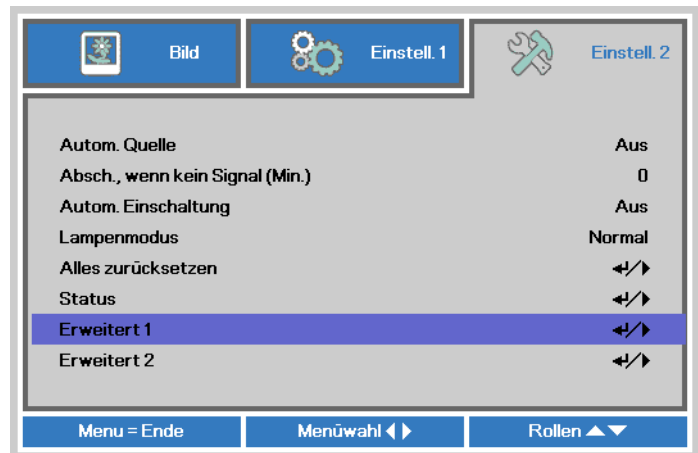 Bild
Einstell. 1
Einstell. 2
Autom. Quelle Aus
Absch., wenn kein Signal (Min.) 0
Autom. Einschaltung Aus
Lampenmodus Normal
Alles zurücksetzen
Status
Erweitert 1
Erweitert 2
Menu = Ende
Menüwahl
Rollen